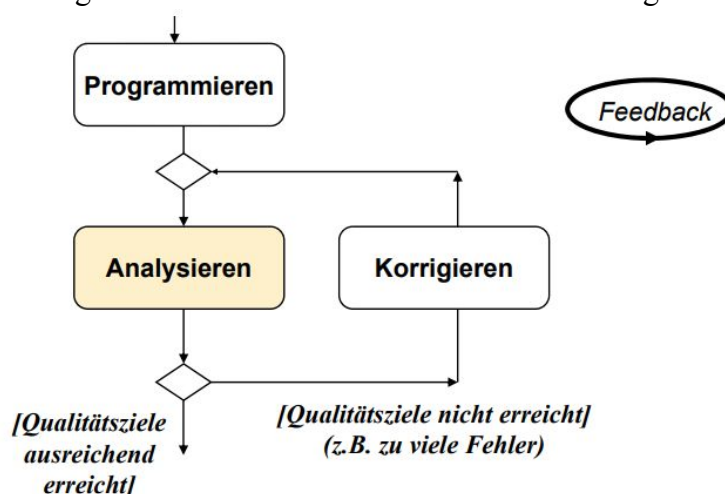 Programmieren
Feedback
Analysieren
Korrigieren
[Qualitätsziele
ausreichend
erreicht]
[Qualitätsziele nicht erreicht]
(z.B. zu viele Fehler)